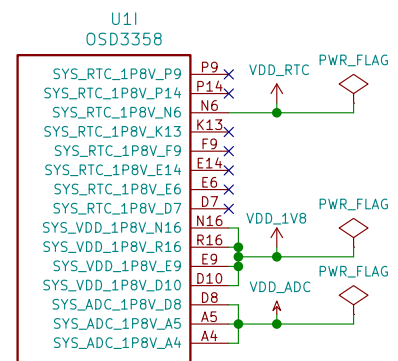 U1I
OSD3358
SYS_RTC_1P8V_P9 P9
SYS_RTC_1P8V_P14 P14 VDD_RTC PWR_FLAG
SYS_RTC_1P8V_N6 N6
SYS_RTC_1P8V_K13 K13
SYS_RTC_1P8V_F9 F9
SYS_RTC_1P8V_E14 E14
SYS_RTC_1P8V_E6 E6
SYS_RTC_1P8V_D7 D7
SYS_VDD_1P8V_N16 N16 VDD_1V8 PWR_FLAG
SYS_VDD_1P8V_R16 R16
SYS_VDD_1P8V_E9 E9
SYS_VDD_1P8V_D10 D10 VDD_ADC PWR_FLAG
SYS_ADC_1P8V_D8 D8
SYS_ADC_1P8V_A5 A5
SYS_ADC_1P8V_A4 A4